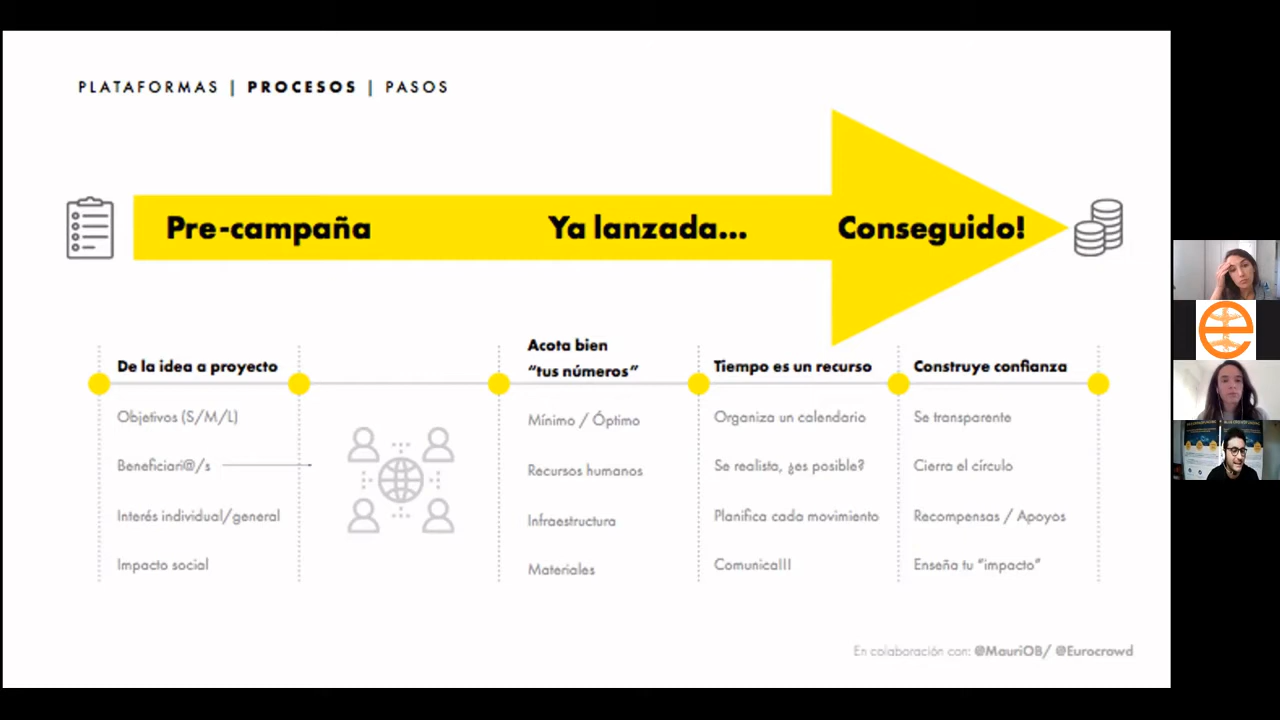 PLATAFORMAS | PROCESOS | PASOS
Pre-campaña
Ya lanzada...
Conseguido!
De la idea a proyecto
Objetivos (S/M/L)
Beneficiari@/s
Interés individual/general
Impacto social
Acota bien
“tus números”
Mínimo / Óptimo
Recursos humanos
Infraestructura
Materiales
Tiempo es un recurso
Organiza un calendario
Se realista, ¿es posible?
Planifica cada movimiento
Comunica!!!
Construye confianza
Se transparente
Cierra el círculo
Recompensas / Apoyos
Enseña tu “impacto”
En colaboración con: @MauriOB/ @Eurocrowd